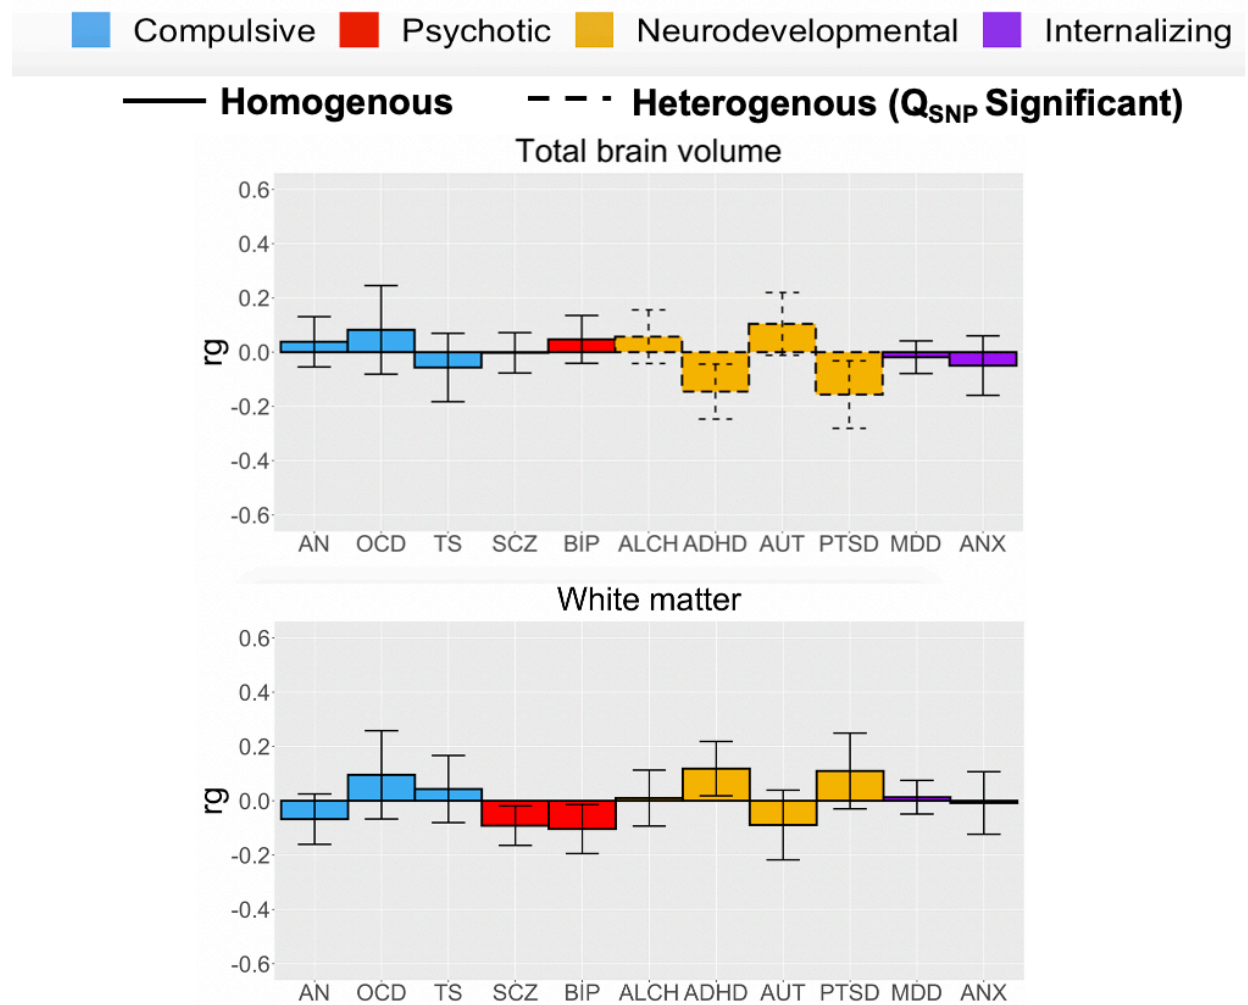 Compulsive Psychotic Neurodevelopmental Internalizing
Homogenous Heterogenous (QSNP Significant)
Total brain volume
0.6
0.4
0.2
0.0
-0.2
-0.4
-0.6
rg
AN OCD TS SCZ BIP ALCH ADHD AUT PTSD MDD ANX
White matter
0.6
0.4
0.2
0.0
-0.2
-0.4
-0.6
rg
AN OCD TS SCZ BIP ALCH ADHD AUT PTSD MDD ANX